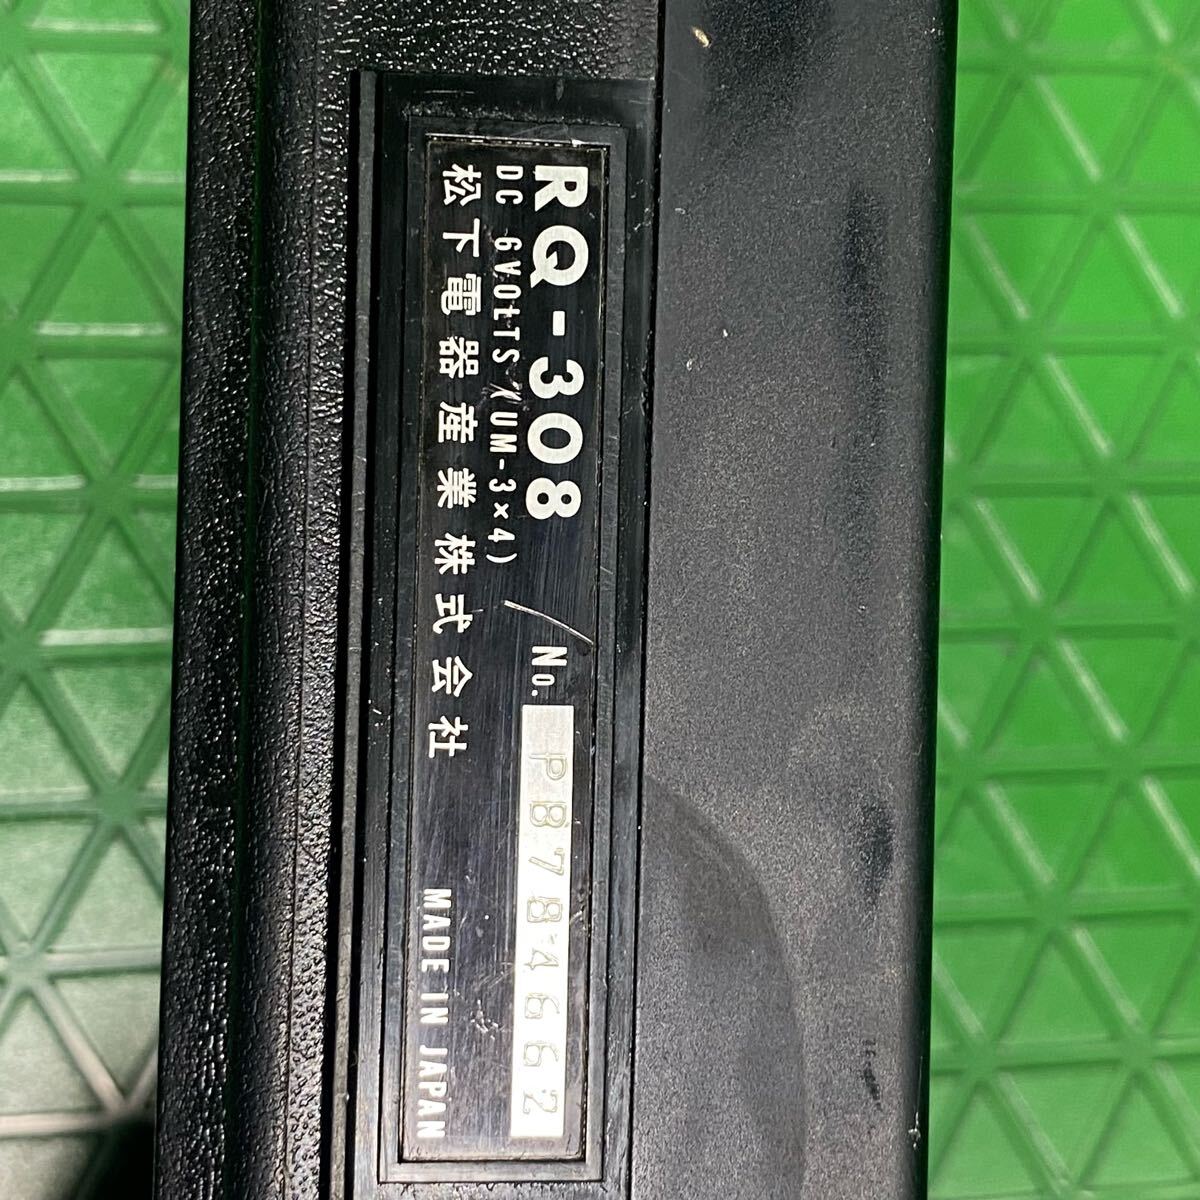 RQ-308 No. PB784662
DC 6VOLTS (UM-3×4)
松下電器産業株式会社 MADE IN JAPAN